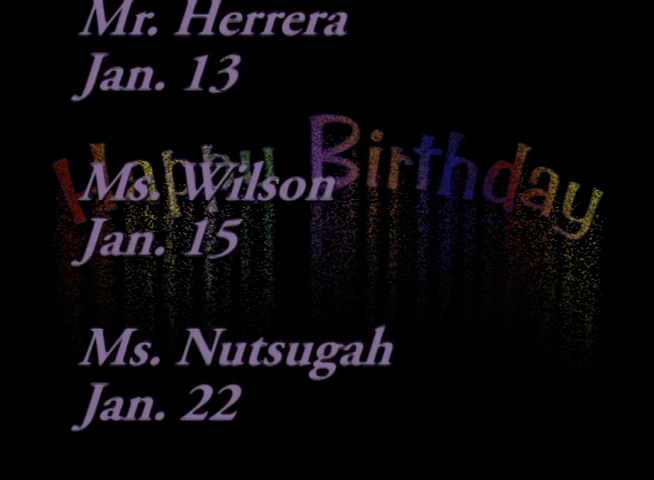 Mr. Herrera
Jan. 13
Happy Birthday
Ms. Wilson
Jan. 15
Ms. Nutsugah
Jan. 22